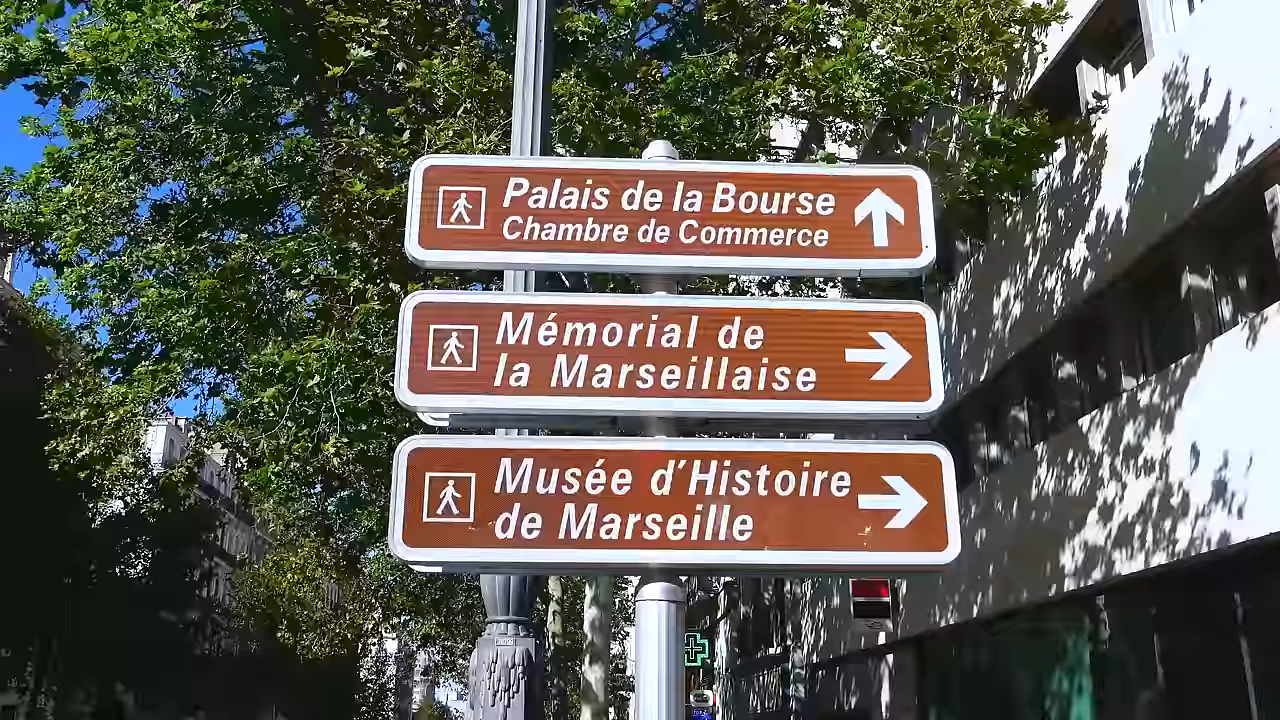 Palais de la Bourse
Chambre de Commerce
Mémorial de
la Marseillaise
Musée d'Histoire
de Marseille